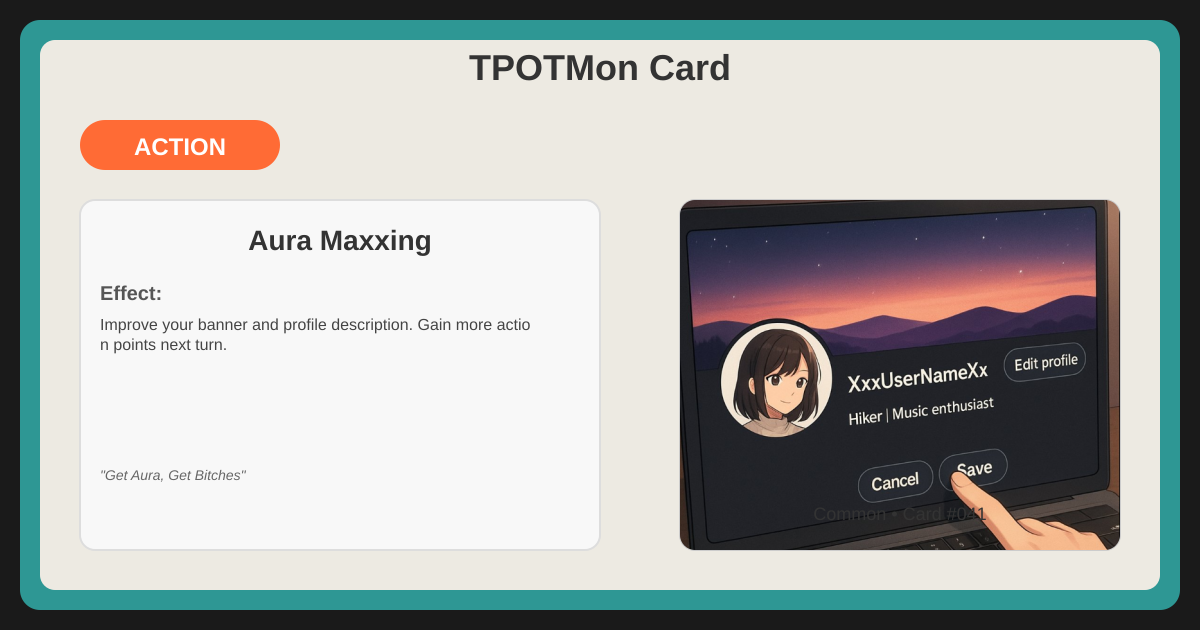 TPOTMon Card
ACTION
Aura Maxxing
Effect:
Improve your banner and profile description. Gain more actio
n points next turn.
"Get Aura, Get Bitches"
XxxUserNameXx
Edit profile
Hiker | Music enthusiast
Cancel
Save
Common • Card #041